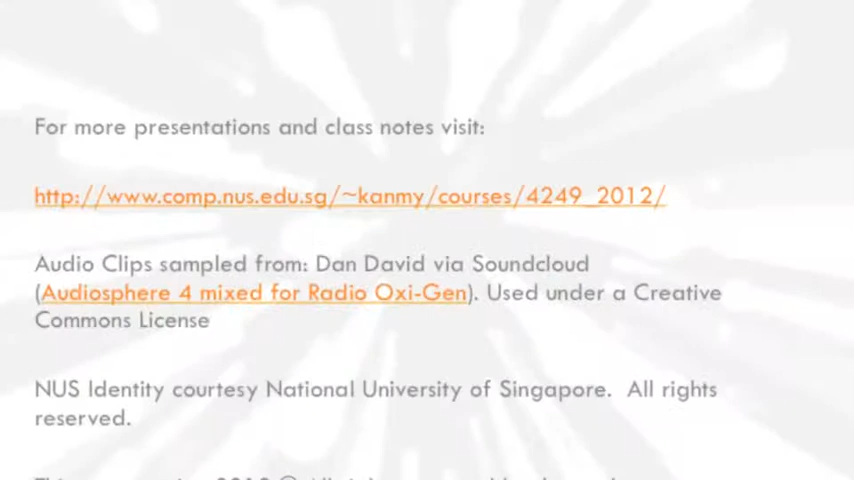 For more presentations and class notes visit:
http://www.comp.nus.edu.sg/~kanmy/courses/4249_2012/
Audio Clips sampled from: Dan David via Soundcloud
(Audiosphere 4 mixed for Radio Oxi-Gen). Used under a Creative
Commons License
NUS Identity courtesy National University of Singapore. All rights
reserved.